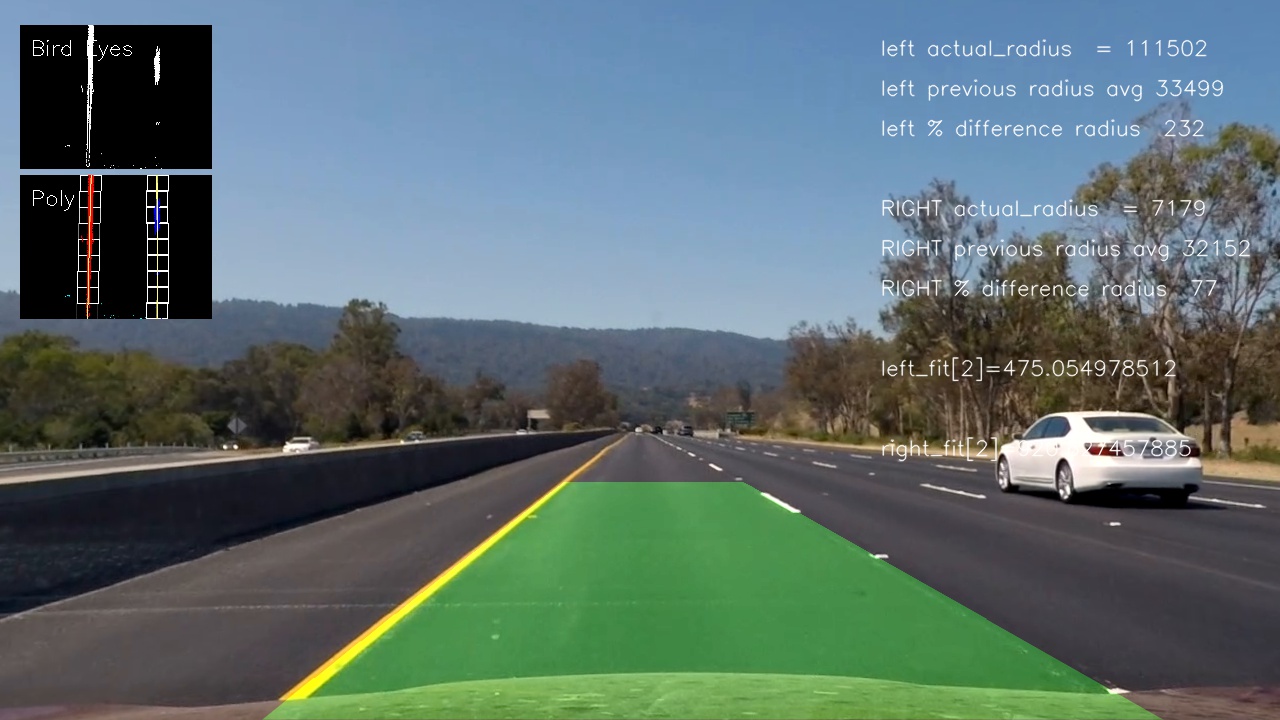 Bird Eyes
Poly
left actual_radius = 111502
left previous radius avg 33499
left % difference radius 232
RIGHT actual_radius = 7179
RIGHT previous radius avg 32152
RIGHT % difference radius 77
left_fit[2]=475.054978512
right_fit[2]